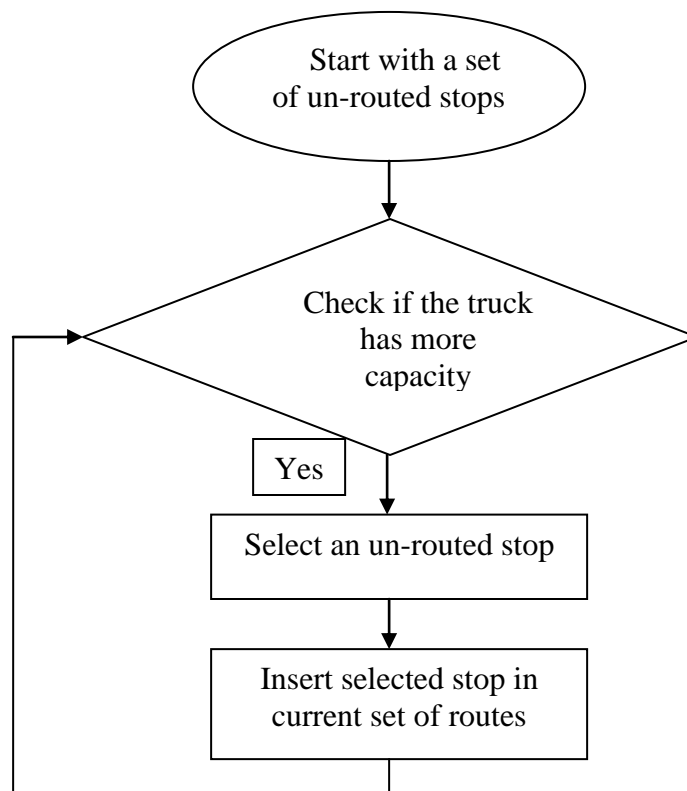 Start with a set
of un-routed stops
Check if the truck
has more
capacity
Yes
Select an un-routed stop
Insert selected stop in
current set of routes